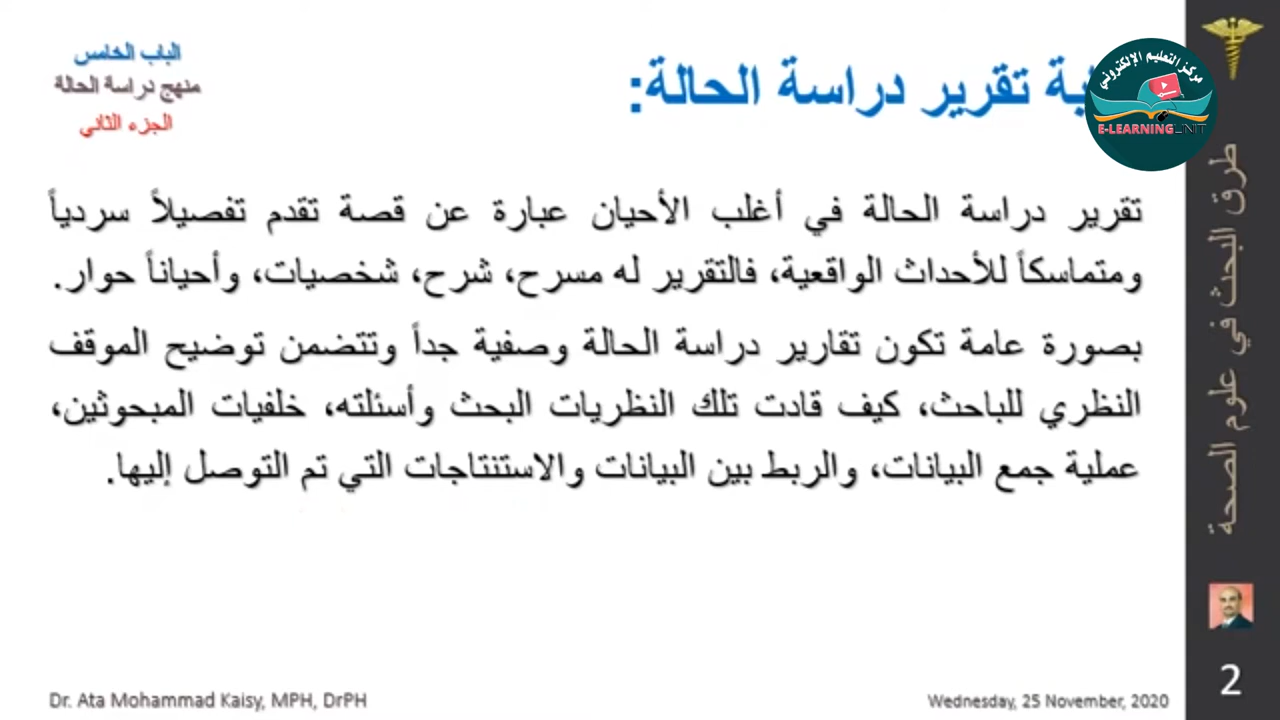 الباب الخامس
منهج دراسة الحالة
الجزء الثاني
تقرير دراسة الحالة:
مركز التعليم الإلكتروني
E-LEARNING UNIT
تقرير دراسة الحالة في أغلب الأحيان عبارة عن قصة تقدم تفصيلاً سردياً
ومتماسكاً للأحداث الواقعية، فالتقرير له مسرح، شرح، شخصيات، وأحياناً حوار.
بصورة عامة تكون تقارير دراسة الحالة وصفية جداً وتتضمن توضيح الموقف
النظري للباحث، كيف قادت تلك النظريات البحث وأسئلته، خلفيات المبحوثين،
عملية جمع البيانات، والربط بين البيانات والاستنتاجات التي تم التوصل إليها.
طرق البحث في علوم الصحة
2
Dr. Ata Mohammad Kaisy, MPH, DrPH
Wednesday, 25 November, 2020